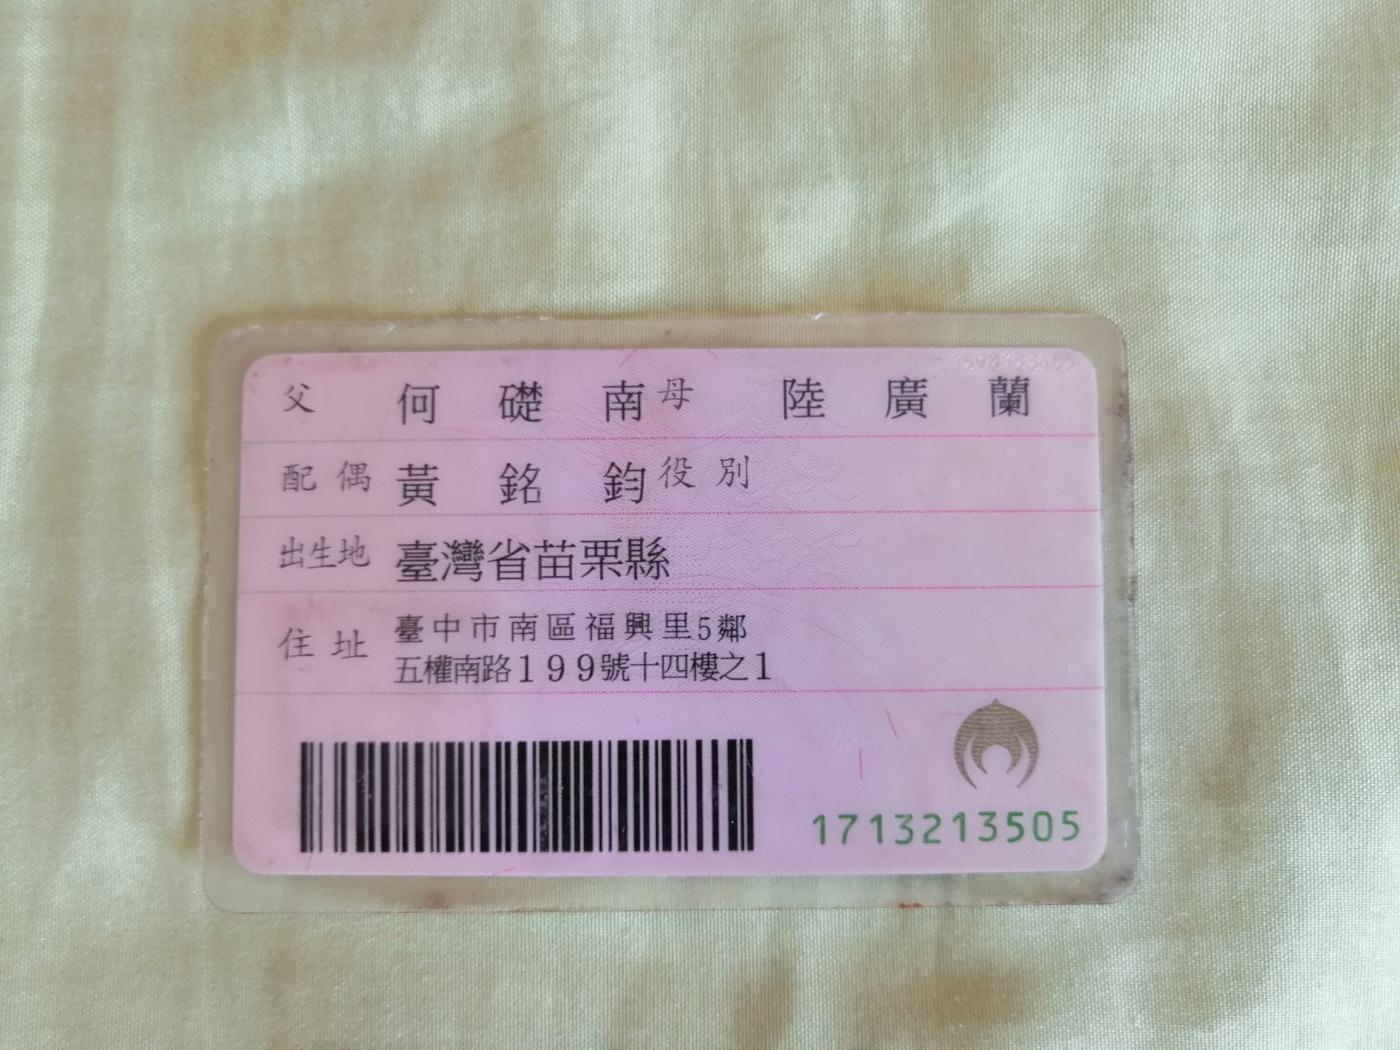 父 何礎南 母 陸廣蘭
配偶 黃銘鈞 役別
出生地 臺灣省苗栗縣
住址 臺中市南區福興里5鄰
五權南路199號十四樓之1
1713213505